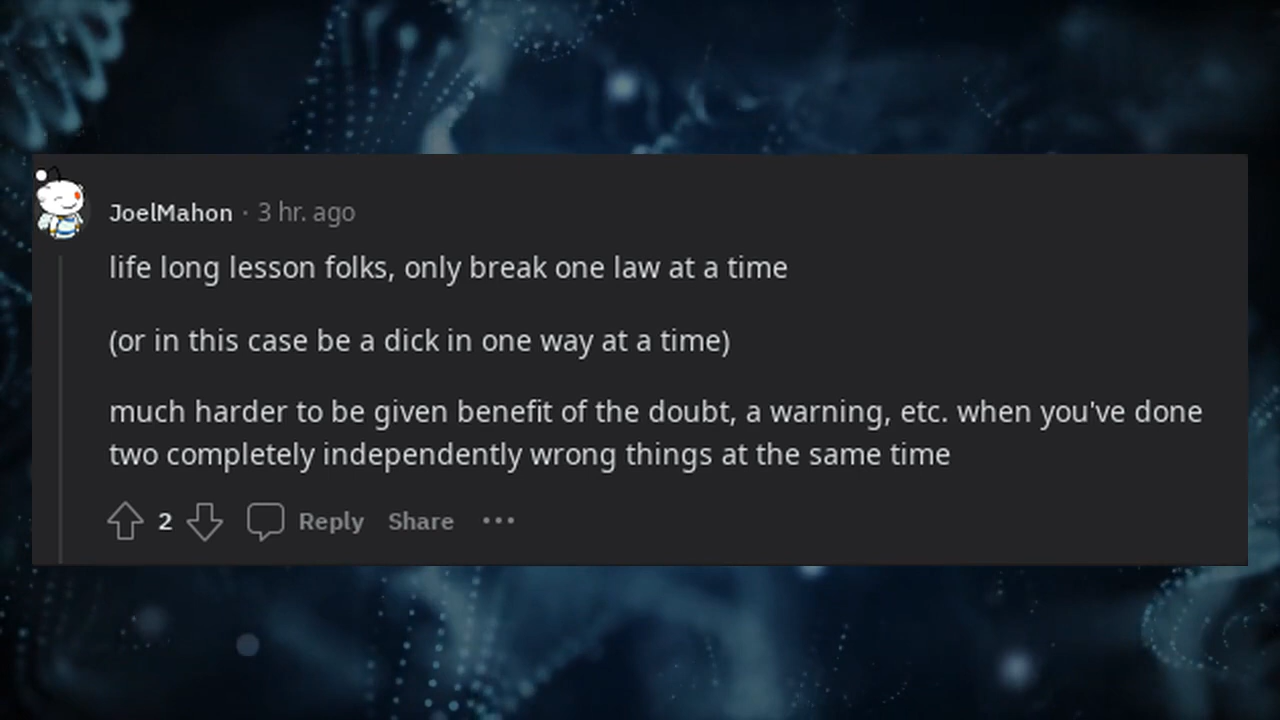 JoelMahon · 3 hr. ago
life long lesson folks, only break one law at a time
(or in this case be a dick in one way at a time)
much harder to be given benefit of the doubt, a warning, etc. when you've done
two completely independently wrong things at the same time
2 Reply Share